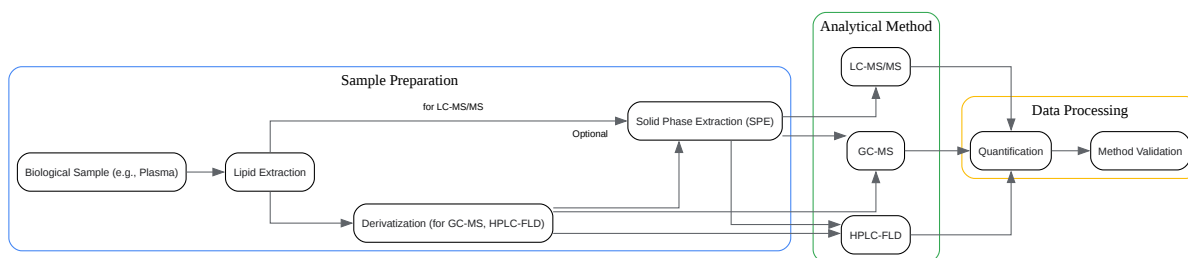 Analytical Method
LC-MS/MS
Sample Preparation
Data Processing
for LC-MS/MS
Solid Phase Extraction (SPE)
Optional
GC-MS
Quantification
Method Validation
Biological Sample (e.g., Plasma)
Lipid Extraction
Derivatization (for GC-MS, HPLC-FLD)
HPLC-FLD